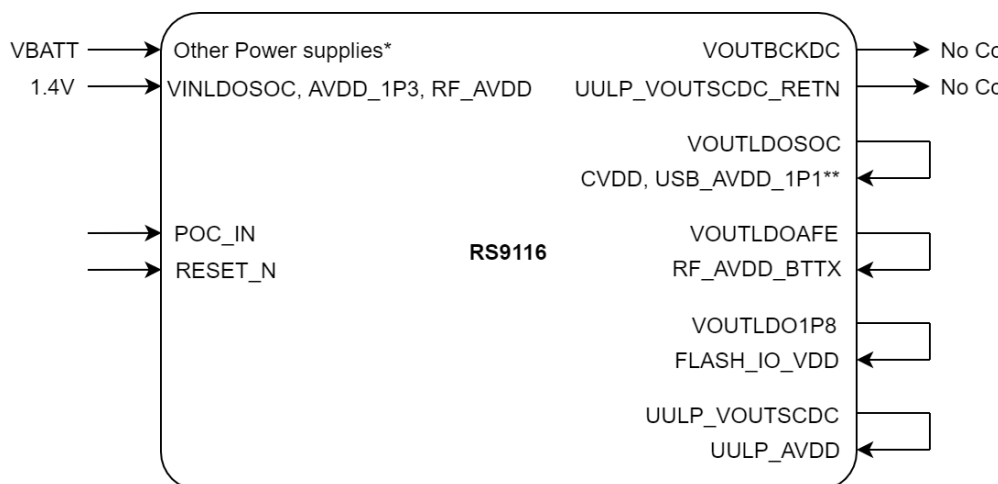 VBATT Other Power supplies* VOUTBCKDC No Co
1.4V VINLDOSOC, AVDD_1P3, RF_AVDD UULP_VOUTSCDC_RETN No Co
VOUTLDOSOC
CVDD, USB_AVDD_1P1**
POC_IN VOUTLDOAFE
RS9116
RESET_N RF_AVDD_BTTX
VOUTLDO1P8
FLASH_IO_VDD
UULP_VOUTSCDC
UULP_AVDD